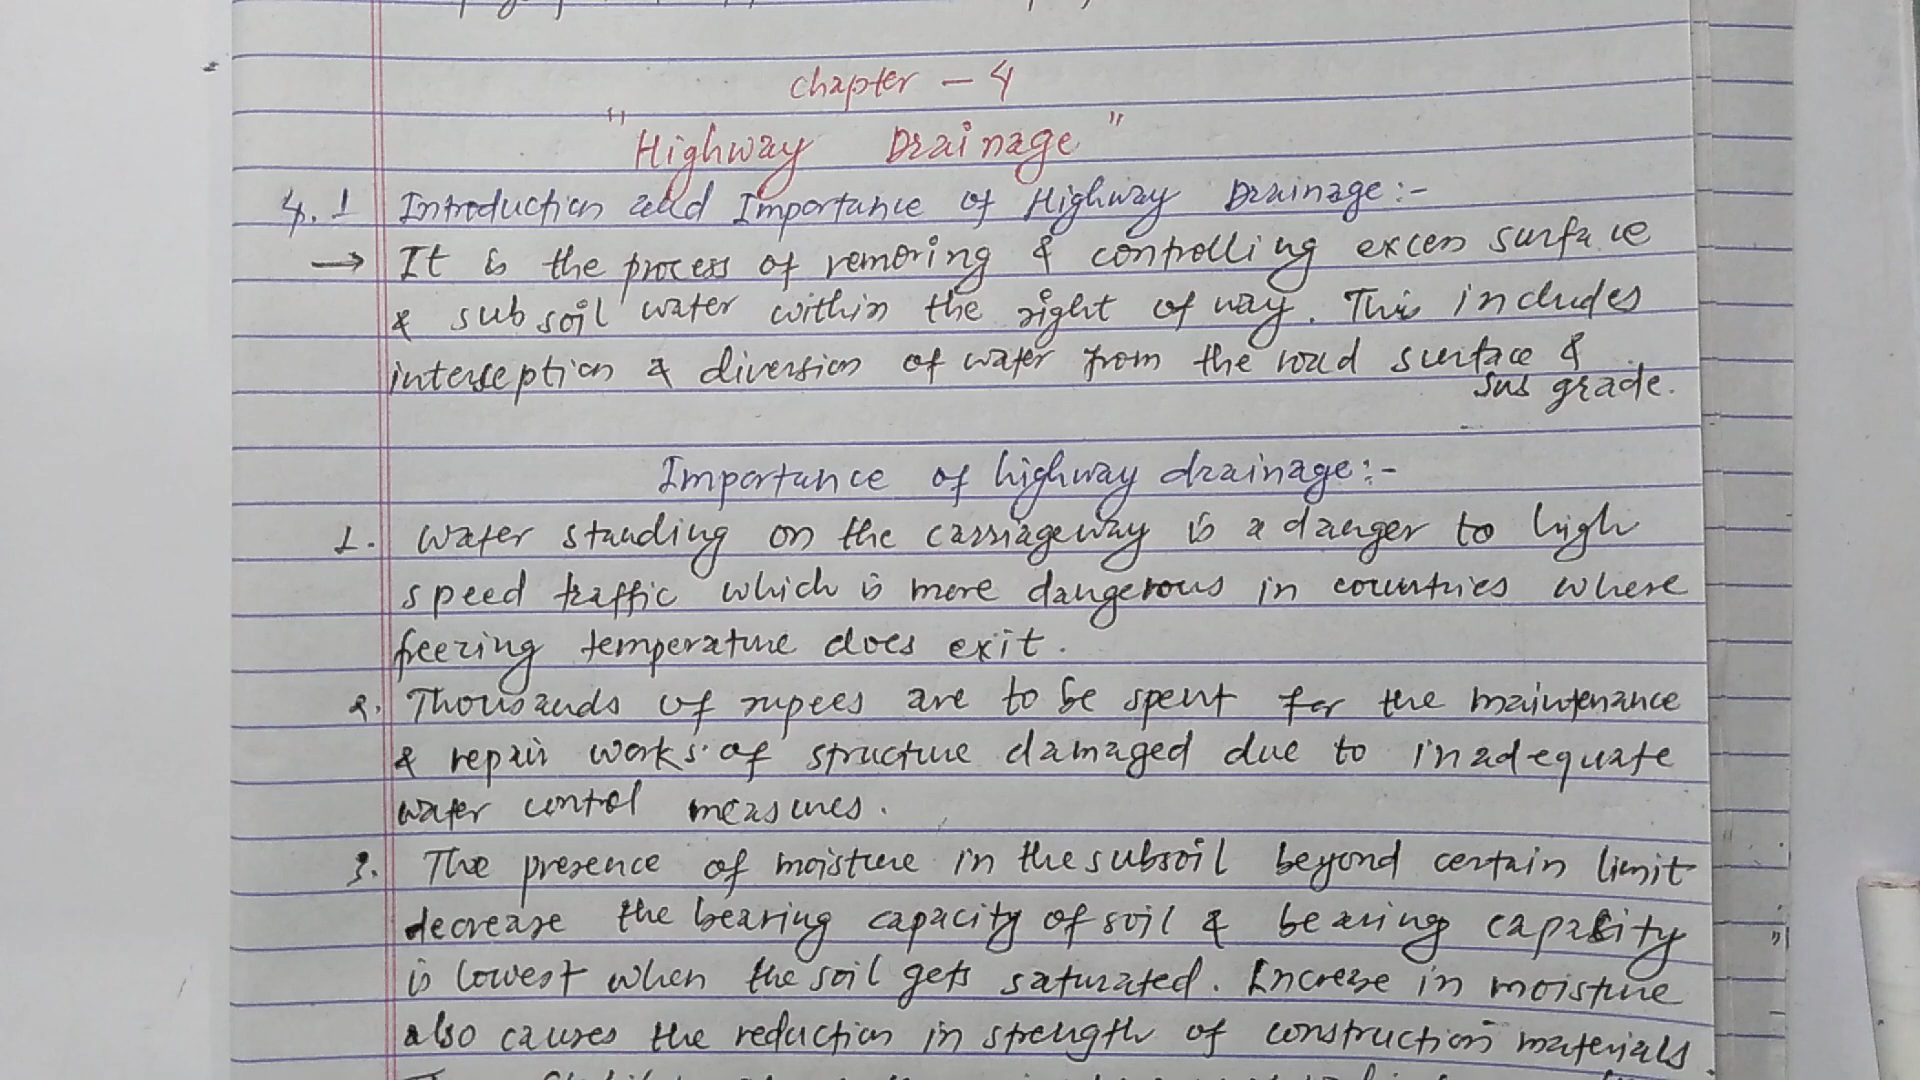 Chapter - 4
"Highway Drainage"
4.1 Introduction and Importance of Highway Drainage:-
→ It is the process of removing & controlling excess surface
& sub soil water within the right of way. This includes
interseption & diversion of water from the road surface &
sub grade.
Importance of highway drainage:-
1. Water standing on the carriageway is a danger to high
speed traffic which is more dangerous in countries where
freezing temperature does exit.
2. Thousands of rupees are to be spent for the maintenance
& repair works of structure damaged due to inadequate
water control measures.
3. The presence of moisture in the subsoil beyond certain limit
decrease the bearing capacity of soil & bearing capacity
is lowest when the soil gets saturated. Increase in moisture
also causes the reduction in strength of construction materials.